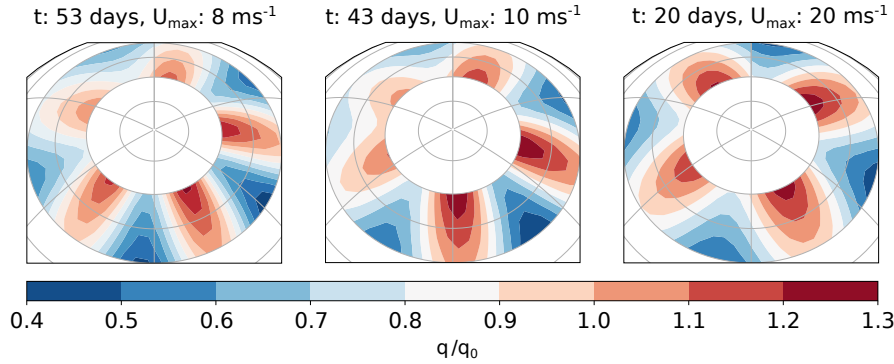 t: 53 days, Uₘₐₓ: 8 ms⁻¹
t: 43 days, Uₘₐₓ: 10 ms⁻¹
t: 20 days, Uₘₐₓ: 20 ms⁻¹
0.4 0.5 0.6 0.7 0.8 0.9 1.0 1.1 1.2 1.3
q/q₀